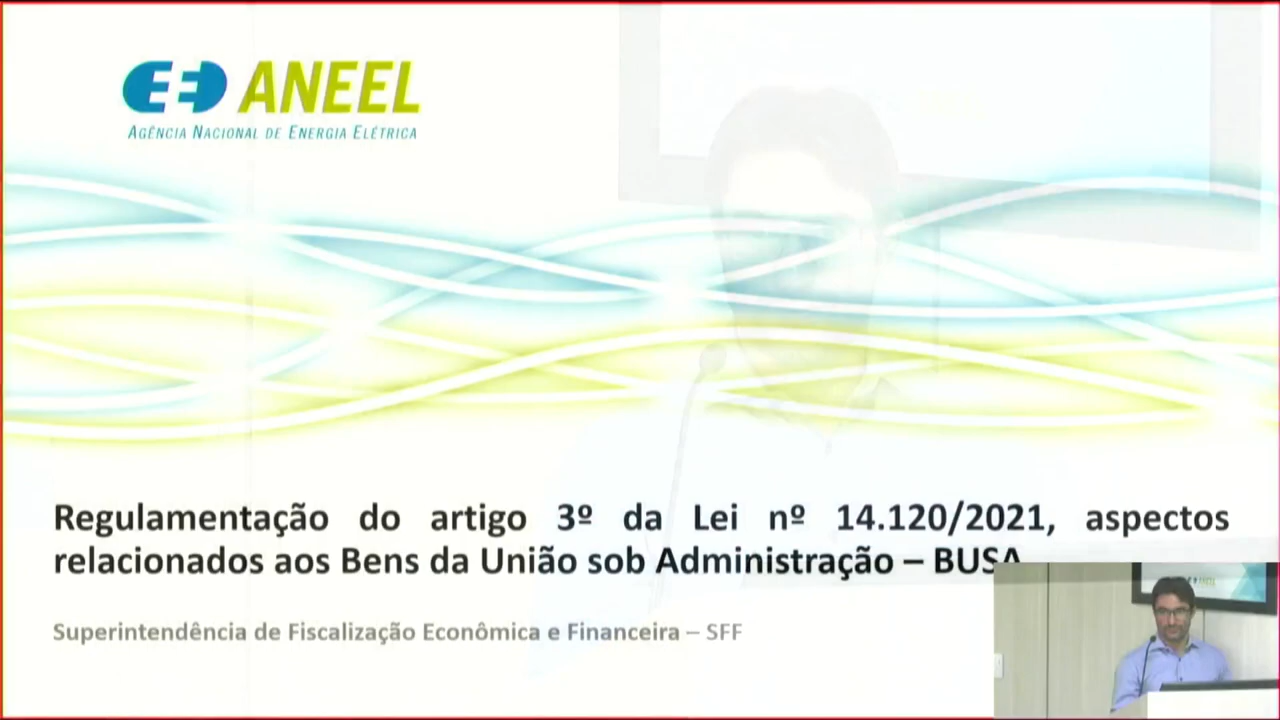 ANEEL
AGÊNCIA NACIONAL DE ENERGIA ELÉTRICA
Regulamentação do artigo 3º da Lei nº 14.120/2021, aspectos
relacionados aos Bens da União sob Administração – BUSA
Superintendência de Fiscalização Econômica e Financeira – SFF